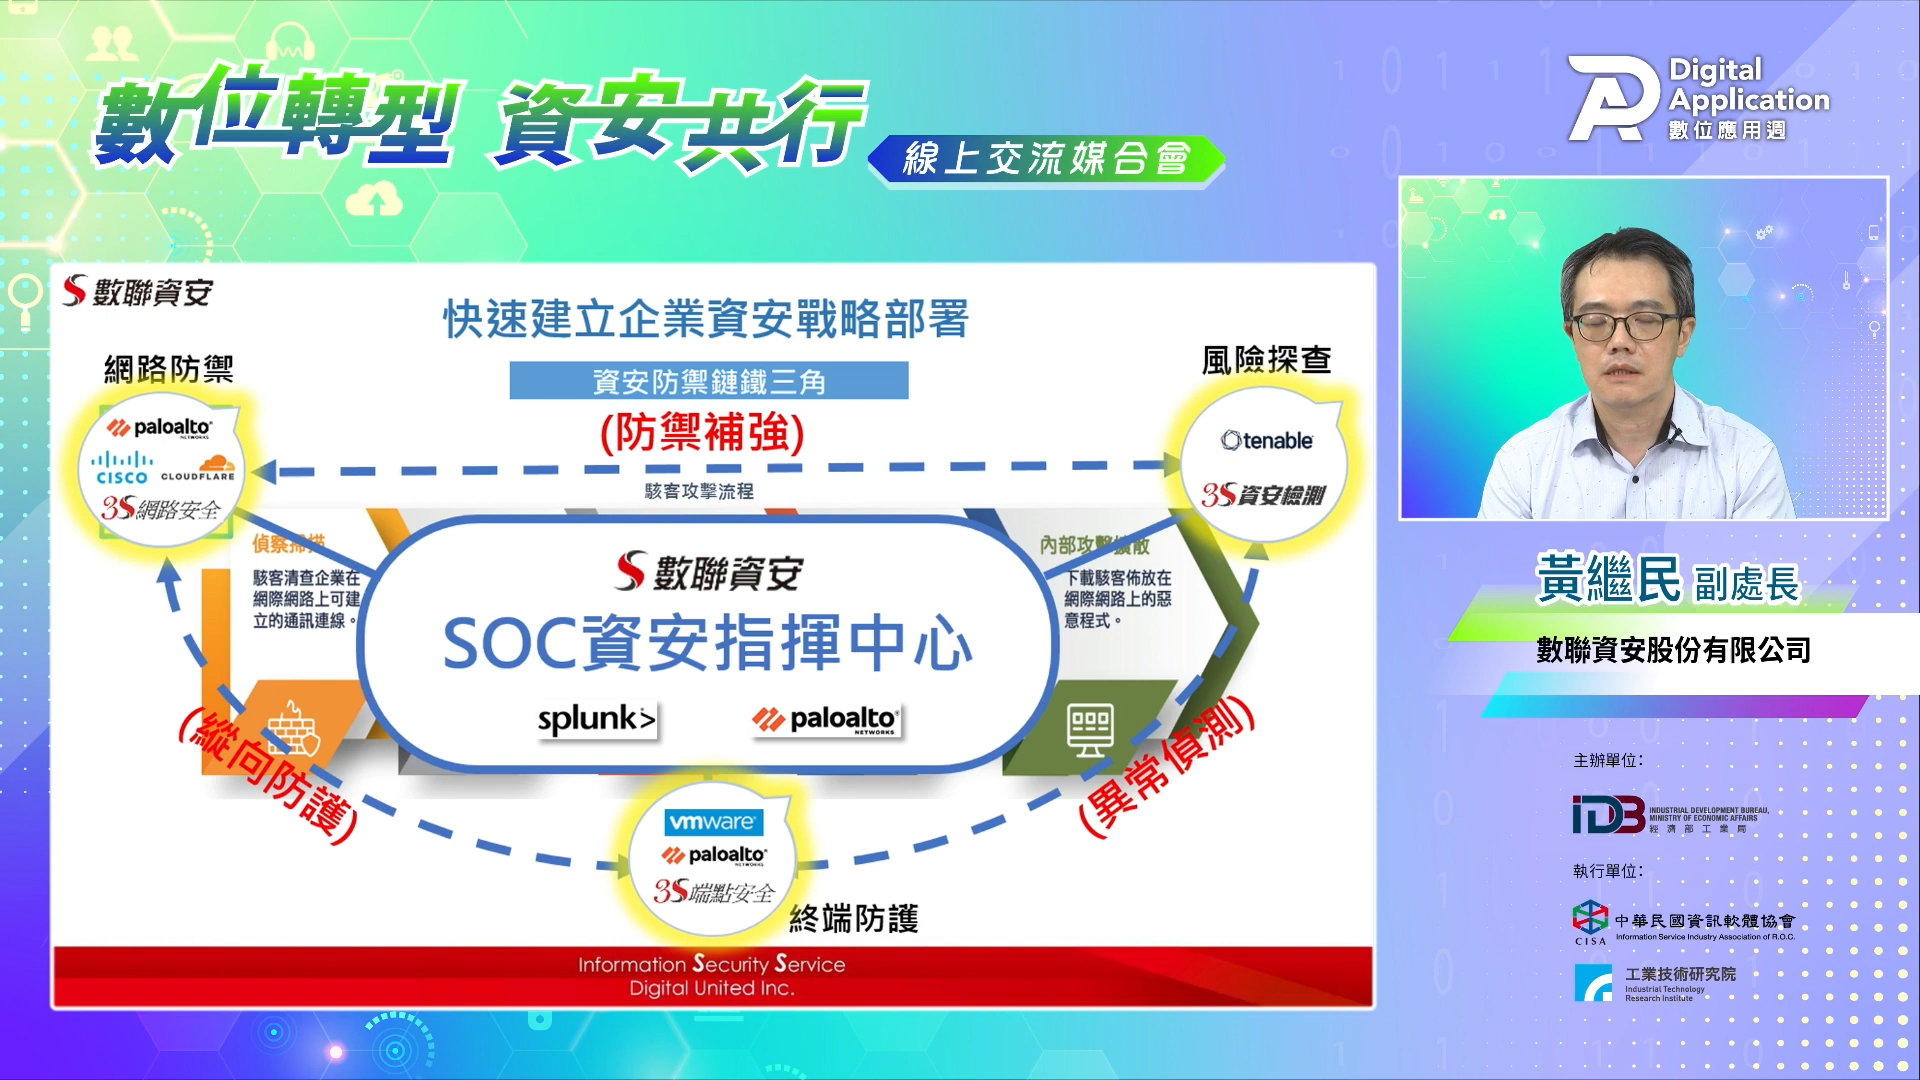 數位轉型 資安共行
線上交流媒合會
Digital
Application
數位應用週
數聯資安
快速建立企業資安戰略部署
資安防禦鏈鐵三角
(防禦補強)
駭客攻擊流程
網路防禦
paloalto
NETWORKS
CISCO
CLOUDFLARE
3S網路安全
風險探查
tenable
3S資安檢測
偵察掃描
駭客清查企業在
網際網路上可建
立的通訊連線。
數聯資安
SOC資安指揮中心
splunk>
paloalto
NETWORKS
內部攻擊擴散
下載駭客佈放在
網際網路上的惡
意程式。
(縱向防護)
(異常偵測)
vmware
paloalto
NETWORKS
3S端點安全
終端防護
Information Security Service
Digital United Inc.
黃繼民 副處長
數聯資安股份有限公司
主辦單位:
IDB
INDUSTRIAL DEVELOPMENT BUREAU,
MINISTRY OF ECONOMIC AFFAIRS
經濟部工業局
執行單位:
CISA
中華民國資訊軟體協會
Information Service Industry Association of R.O.C.
工業技術研究院
Industrial Technology
Research Institute